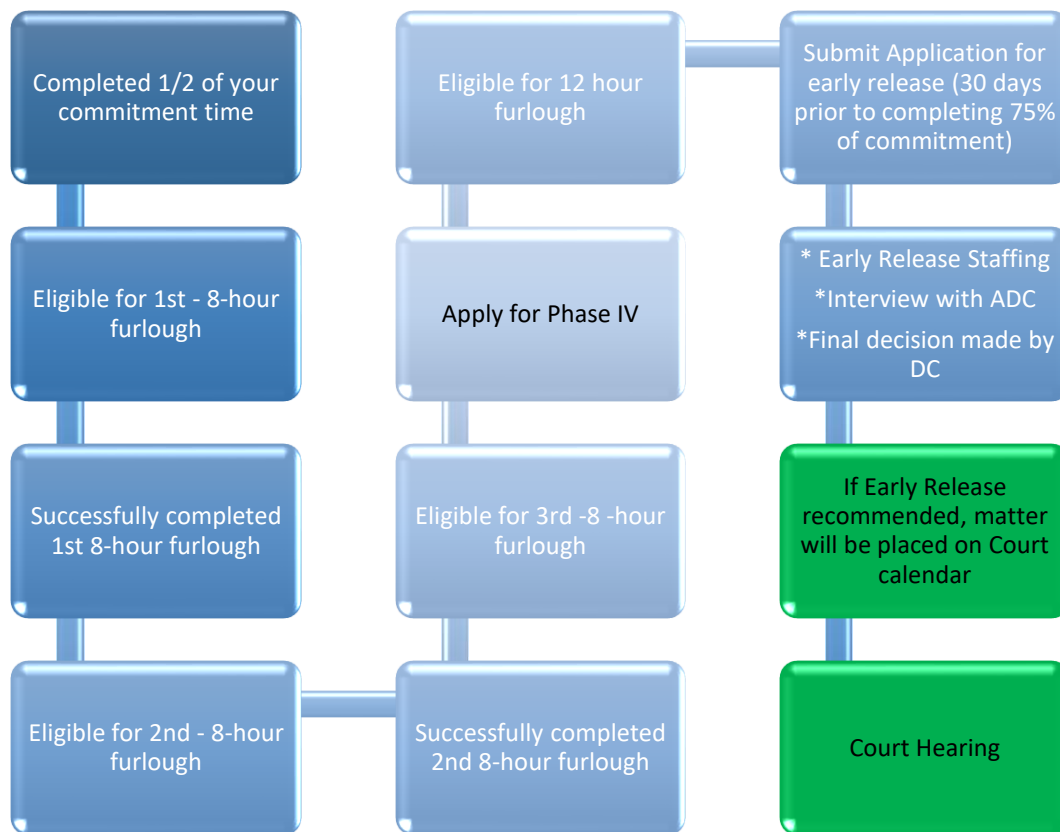 Completed 1/2 of your
commitment time
Eligible for 1st - 8-hour
furlough
Successfully completed
1st 8-hour furlough
Eligible for 2nd - 8-hour
furlough
Successfully completed
2nd 8-hour furlough
Eligible for 3rd -8 -hour
furlough
Apply for Phase IV
Eligible for 12 hour
furlough
Submit Application for
early release (30 days
prior to completing 75%
of commitment)
* Early Release Staffing
*Interview with ADC
*Final decision made by
DC
If Early Release
recommended, matter
will be placed on Court
calendar
Court Hearing